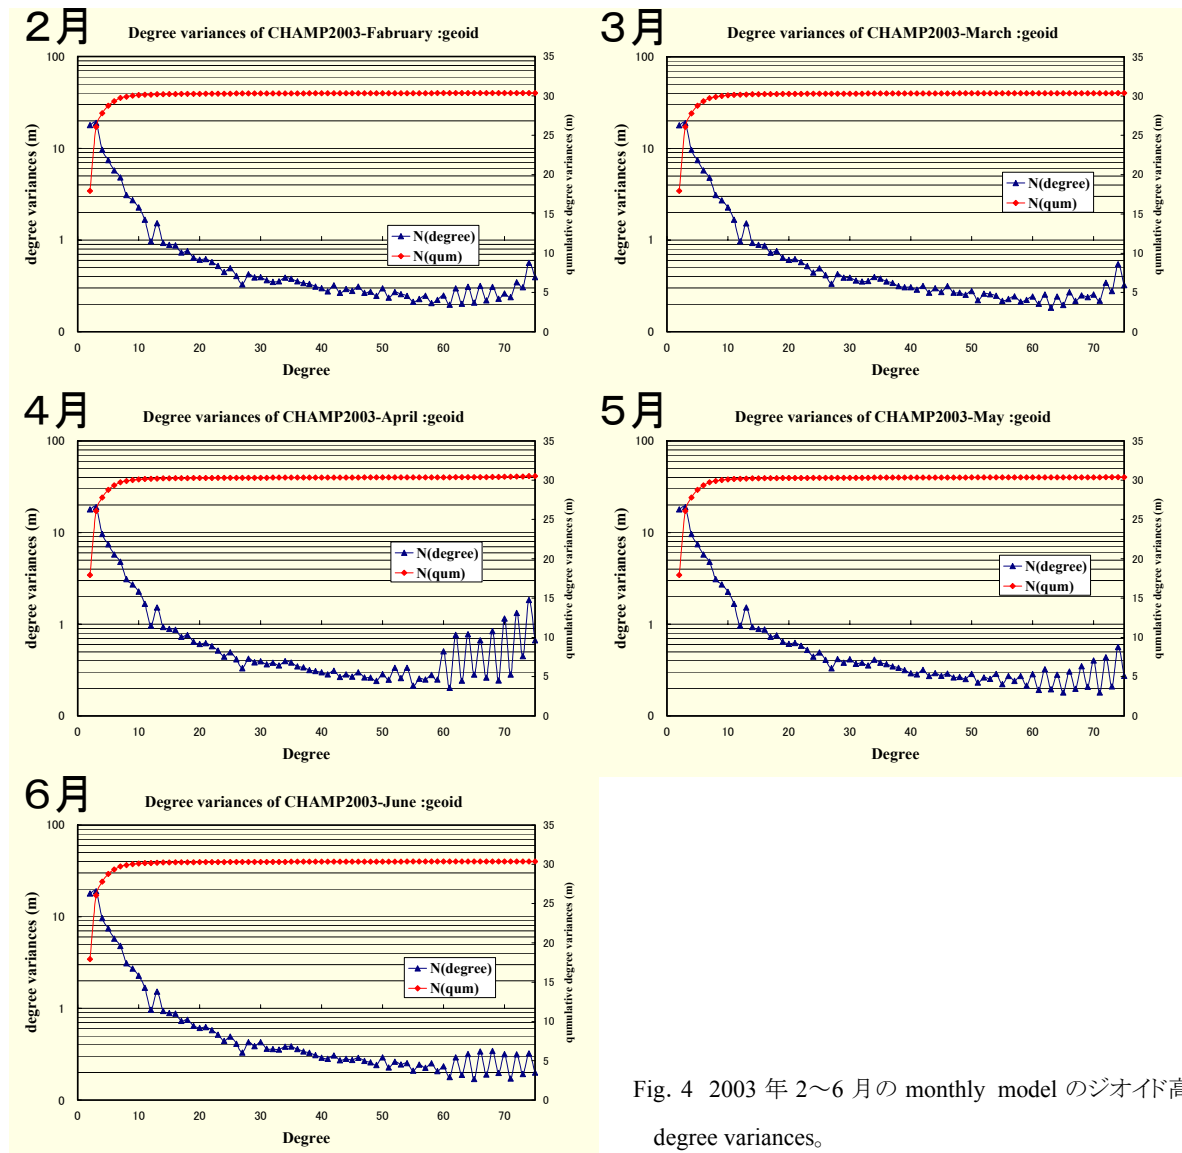 2月
Degree variances of CHAMP2003-Fabruary :geoid
100
10
1
0
35
30
25
20
15
10
5
0
degree variances (m)
qumulative degree variances (m)
N(degree)
N(qum)
0 10 20 30 40 50 60 70
Degree
3月
Degree variances of CHAMP2003-March :geoid
100
10
1
0
35
30
25
20
15
10
5
0
degree variances (m)
qumulative degree variances (m)
N(degree)
N(qum)
0 10 20 30 40 50 60 70
Degree
4月
Degree variances of CHAMP2003-April :geoid
100
10
1
0
35
30
25
20
15
10
5
0
degree variances (m)
qumulative degree variances (m)
N(degree)
N(qum)
0 10 20 30 40 50 60 70
Degree
5月
Degree variances of CHAMP2003-May :geoid
100
10
1
0
35
30
25
20
15
10
5
0
degree variances (m)
qumulative degree variances (m)
N(degree)
N(qum)
0 10 20 30 40 50 60 70
Degree
6月
Degree variances of CHAMP2003-June :geoid
100
10
1
0
35
30
25
20
15
10
5
0
degree variances (m)
qumulative degree variances (m)
N(degree)
N(qum)
0 10 20 30 40 50 60 70
Degree
Fig. 4 2003 年 2～6 月の monthly model のジオイド高
degree variances。